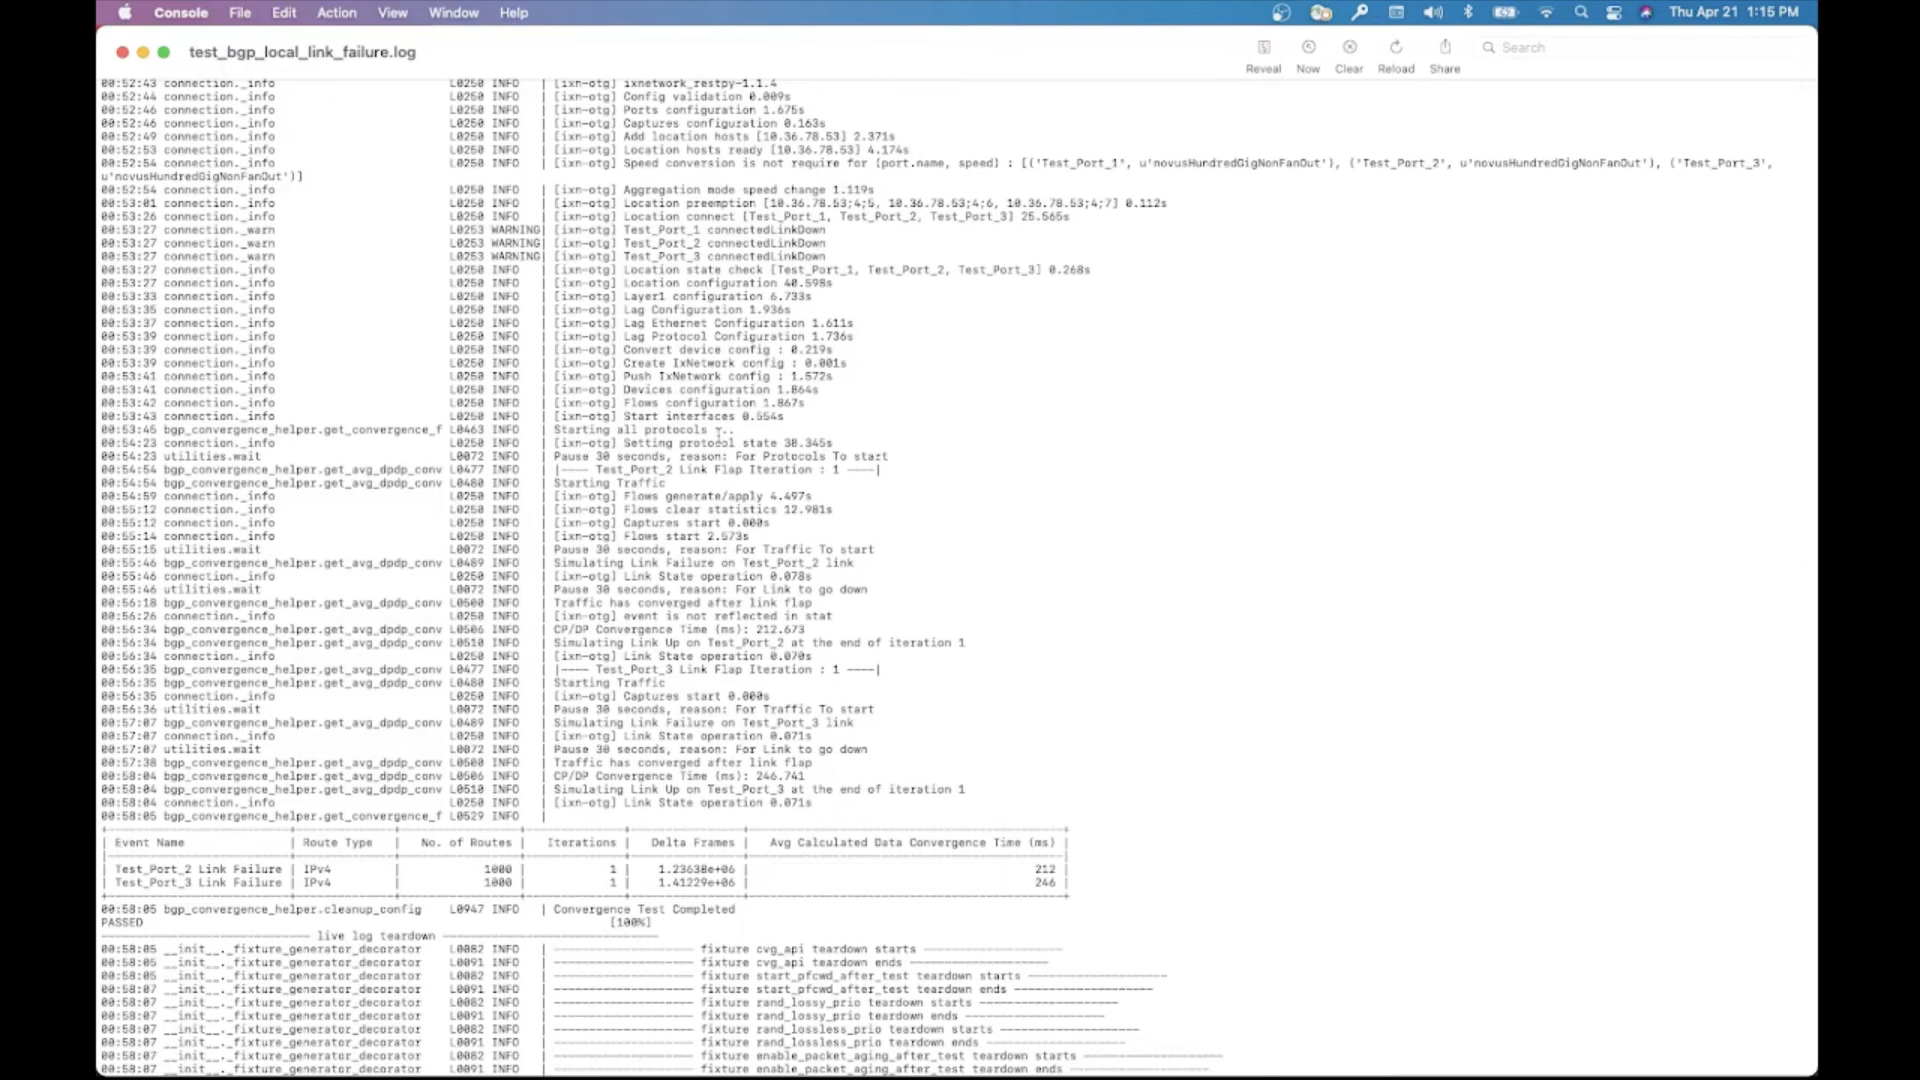 Console File Edit Action View Window Help Thu Apr 21 1:15 PM
test_bgp_local_link_failure.log
Reveal Now Clear Reload Share Search
00:52:43 connection._info L0250 INFO | [ixn-otg] ixnetwork_restpy-1.1.4
00:52:44 connection._info L0250 INFO | [ixn-otg] Config validation 0.009s
00:52:46 connection._info L0250 INFO | [ixn-otg] Ports configuration 1.675s
00:52:46 connection._info L0250 INFO | [ixn-otg] Captures configuration 0.163s
00:52:49 connection._info L0250 INFO | [ixn-otg] Add location hosts [10.36.78.53] 2.371s
00:52:53 connection._info L0250 INFO | [ixn-otg] Location hosts ready [10.36.78.53] 4.174s
00:52:54 connection._info L0250 INFO | [ixn-otg] Speed conversion is not require for (port.name, speed) : [('Test_Port_1', u'novusHundredGigNonFanOut'), ('Test_Port_2', u'novusHundredGigNonFanOut'), ('Test_Port_3',
u'novusHundredGigNonFanOut')]
00:52:54 connection._info L0250 INFO | [ixn-otg] Aggregation mode speed change 1.119s
00:53:01 connection._info L0250 INFO | [ixn-otg] Location preemption [10.36.78.53;4;5, 10.36.78.53;4;6, 10.36.78.53;4;7] 0.112s
00:53:26 connection._info L0250 INFO | [ixn-otg] Location connect [Test_Port_1, Test_Port_2, Test_Port_3] 25.565s
00:53:27 connection._warn L0253 WARNING| [ixn-otg] Test_Port_1 connectedLinkDown
00:53:27 connection._warn L0253 WARNING| [ixn-otg] Test_Port_2 connectedLinkDown
00:53:27 connection._warn L0253 WARNING| [ixn-otg] Test_Port_3 connectedLinkDown
00:53:27 connection._info L0250 INFO | [ixn-otg] Location state check [Test_Port_1, Test_Port_2, Test_Port_3] 0.268s
00:53:27 connection._info L0250 INFO | [ixn-otg] Location configuration 40.598s
00:53:33 connection._info L0250 INFO | [ixn-otg] Layer1 configuration 6.733s
00:53:35 connection._info L0250 INFO | [ixn-otg] Lag Configuration 1.936s
00:53:37 connection._info L0250 INFO | [ixn-otg] Lag Ethernet Configuration 1.611s
00:53:39 connection._info L0250 INFO | [ixn-otg] Lag Protocol Configuration 1.736s
00:53:39 connection._info L0250 INFO | [ixn-otg] Convert device config : 0.219s
00:53:39 connection._info L0250 INFO | [ixn-otg] Create IxNetwork config : 0.001s
00:53:41 connection._info L0250 INFO | [ixn-otg] Push IxNetwork config : 1.572s
00:53:41 connection._info L0250 INFO | [ixn-otg] Devices configuration 1.864s
00:53:42 connection._info L0250 INFO | [ixn-otg] Flows configuration 1.867s
00:53:43 connection._info L0250 INFO | [ixn-otg] Start interfaces 0.554s
00:53:45 bgp_convergence_helper.get_convergence_f L0463 INFO | Starting all protocols ...
00:54:23 connection._info L0250 INFO | [ixn-otg] Setting protocol state 38.345s
00:54:23 utilities.wait L0072 INFO | Pause 30 seconds, reason: For Protocols To start
00:54:54 bgp_convergence_helper.get_avg_dpdp_conv L0477 INFO | |---- Test_Port_2 Link Flap Iteration : 1 ----|
00:54:54 bgp_convergence_helper.get_avg_dpdp_conv L0480 INFO | Starting Traffic
00:54:59 connection._info L0250 INFO | [ixn-otg] Flows generate/apply 4.497s
00:55:12 connection._info L0250 INFO | [ixn-otg] Flows clear statistics 12.981s
00:55:12 connection._info L0250 INFO | [ixn-otg] Captures start 0.000s
00:55:14 connection._info L0250 INFO | [ixn-otg] Flows start 2.573s
00:55:15 utilities.wait L0072 INFO | Pause 30 seconds, reason: For Traffic To start
00:55:46 bgp_convergence_helper.get_avg_dpdp_conv L0489 INFO | Simulating Link Failure on Test_Port_2 link
00:55:46 connection._info L0250 INFO | [ixn-otg] Link State operation 0.078s
00:55:46 utilities.wait L0072 INFO | Pause 30 seconds, reason: For Link to go down
00:56:18 bgp_convergence_helper.get_avg_dpdp_conv L0500 INFO | Traffic has converged after link flap
00:56:26 connection._info L0250 INFO | [ixn-otg] event is not reflected in stat
00:56:34 bgp_convergence_helper.get_avg_dpdp_conv L0506 INFO | CP/DP Convergence Time (ms): 212.673
00:56:34 bgp_convergence_helper.get_avg_dpdp_conv L0510 INFO | Simulating Link Up on Test_Port_2 at the end of iteration 1
00:56:34 connection._info L0250 INFO | [ixn-otg] Link State operation 0.070s
00:56:35 bgp_convergence_helper.get_avg_dpdp_conv L0477 INFO | |---- Test_Port_3 Link Flap Iteration : 1 ----|
00:56:35 bgp_convergence_helper.get_avg_dpdp_conv L0480 INFO | Starting Traffic
00:56:35 connection._info L0250 INFO | [ixn-otg] Captures start 0.000s
00:56:36 utilities.wait L0072 INFO | Pause 30 seconds, reason: For Traffic To start
00:57:07 bgp_convergence_helper.get_avg_dpdp_conv L0489 INFO | Simulating Link Failure on Test_Port_3 link
00:57:07 connection._info L0250 INFO | [ixn-otg] Link State operation 0.071s
00:57:07 utilities.wait L0072 INFO | Pause 30 seconds, reason: For Link to go down
00:57:38 bgp_convergence_helper.get_avg_dpdp_conv L0500 INFO | Traffic has converged after link flap
00:58:04 bgp_convergence_helper.get_avg_dpdp_conv L0506 INFO | CP/DP Convergence Time (ms): 246.741
00:58:04 bgp_convergence_helper.get_avg_dpdp_conv L0510 INFO | Simulating Link Up on Test_Port_3 at the end of iteration 1
00:58:04 connection._info L0250 INFO | [ixn-otg] Link State operation 0.071s
00:58:05 bgp_convergence_helper.get_convergence_f L0529 INFO |
| Event Name | Route Type | No. of Routes | Iterations | Delta Frames | Avg Calculated Data Convergence Time (ms) |
| Test_Port_2 Link Failure | IPv4 | 1000 | 1 | 1.23638e+06 | 212 |
| Test_Port_3 Link Failure | IPv4 | 1000 | 1 | 1.41229e+06 | 246 |
00:58:05 bgp_convergence_helper.cleanup_config L0947 INFO | Convergence Test Completed
PASSED [100%]
live log teardown
00:58:05 __init__._fixture_generator_decorator L0082 INFO | fixture cvg_api teardown starts
00:58:05 __init__._fixture_generator_decorator L0091 INFO | fixture cvg_api teardown ends
00:58:05 __init__._fixture_generator_decorator L0082 INFO | fixture start_pfcwd_after_test teardown starts
00:58:07 __init__._fixture_generator_decorator L0091 INFO | fixture start_pfcwd_after_test teardown ends
00:58:07 __init__._fixture_generator_decorator L0082 INFO | fixture rand_lossy_prio teardown starts
00:58:07 __init__._fixture_generator_decorator L0091 INFO | fixture rand_lossy_prio teardown ends
00:58:07 __init__._fixture_generator_decorator L0082 INFO | fixture rand_lossless_prio teardown starts
00:58:07 __init__._fixture_generator_decorator L0091 INFO | fixture rand_lossless_prio teardown ends
00:58:07 __init__._fixture_generator_decorator L0082 INFO | fixture enable_packet_aging_after_test teardown starts
00:58:07 __init__._fixture_generator_decorator L0091 INFO | fixture enable_packet_aging_after_test teardown ends